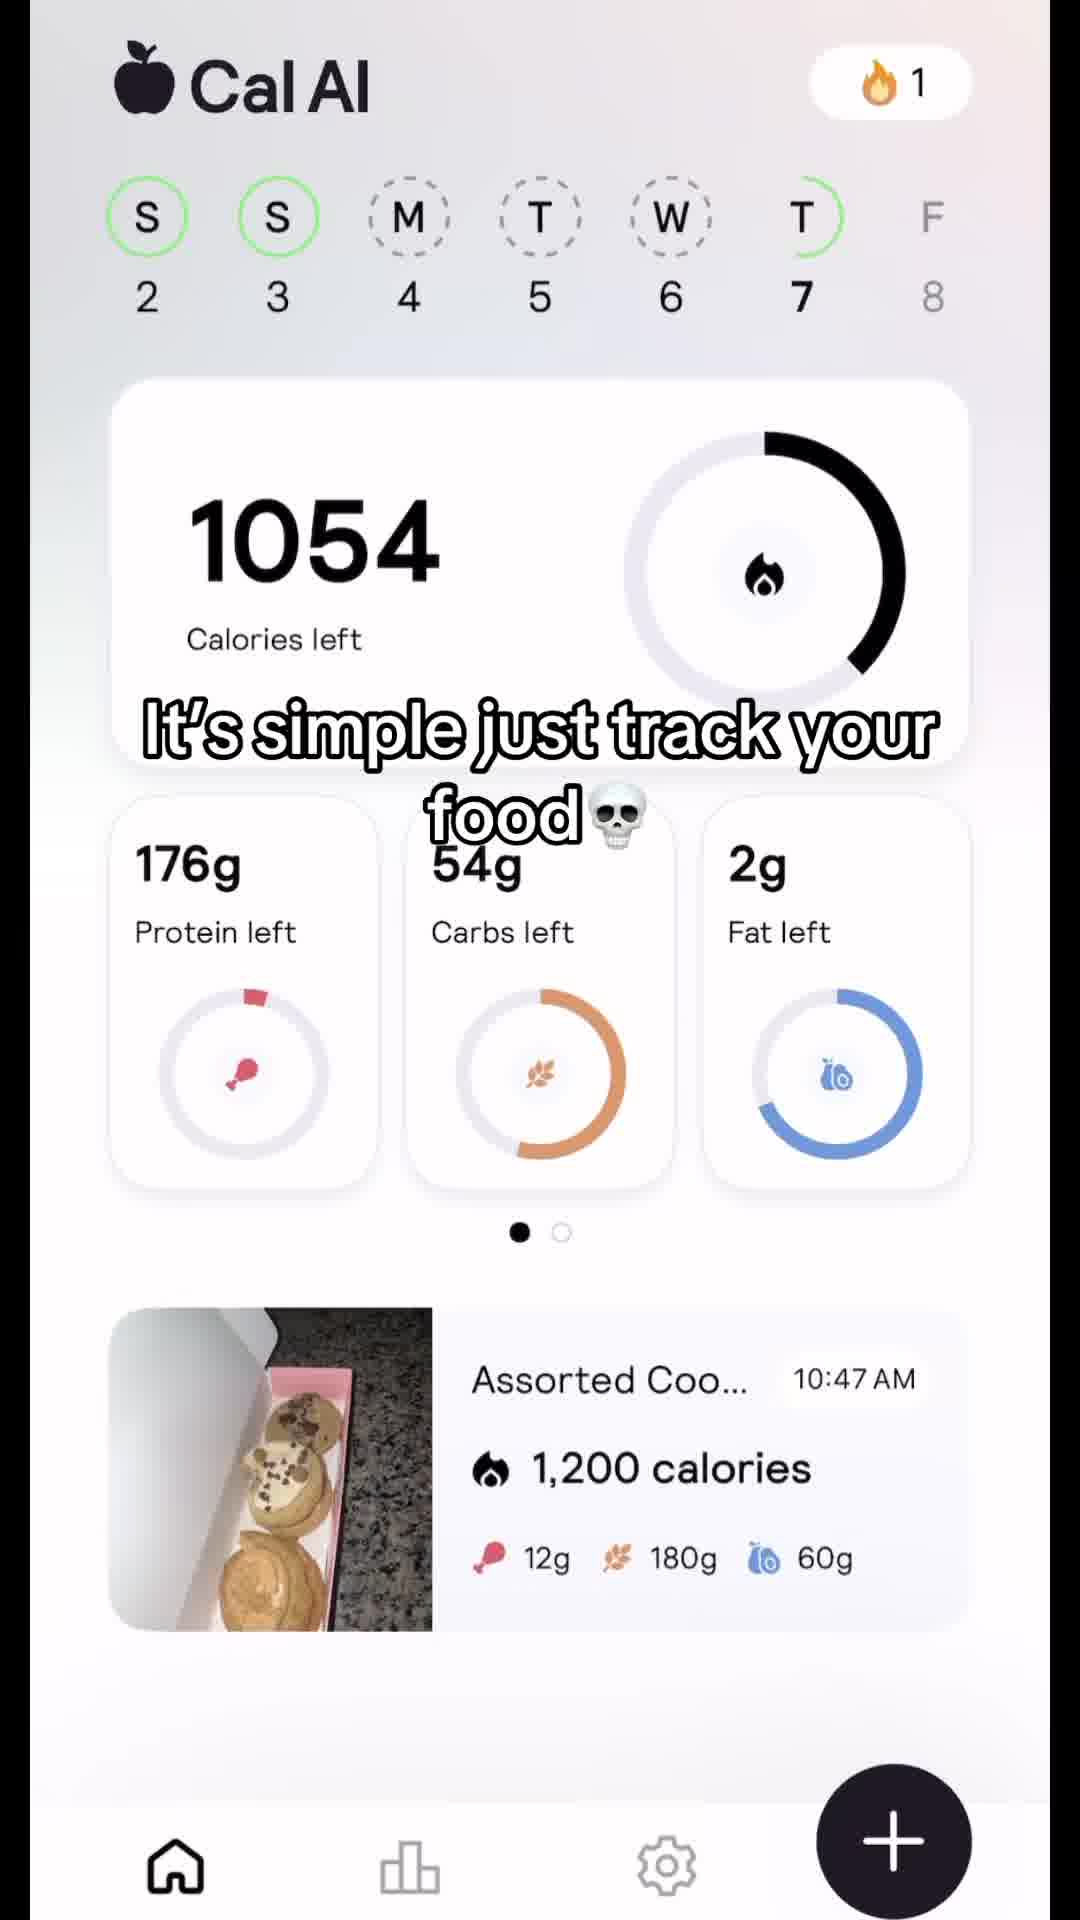 Cal AI
1
S S M T W T F
2 3 4 5 6 7 8
1054
Calories left
It's simple just track your
food💀
176g 54g 2g
Protein left Carbs left Fat left
Assorted Coo... 10:47 AM
1,200 calories
12g 180g 60g